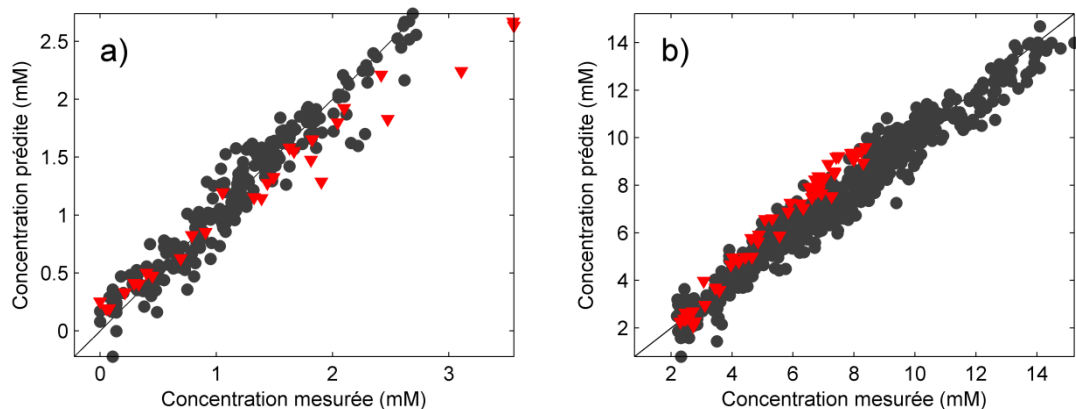 a)
Concentration prédite (mM)
2.5
2
1.5
1
0.5
0
0 1 2 3
Concentration mesurée (mM)
b)
Concentration prédite (mM)
14
12
10
8
6
4
2
2 4 6 8 10 12 14
Concentration mesurée (mM)